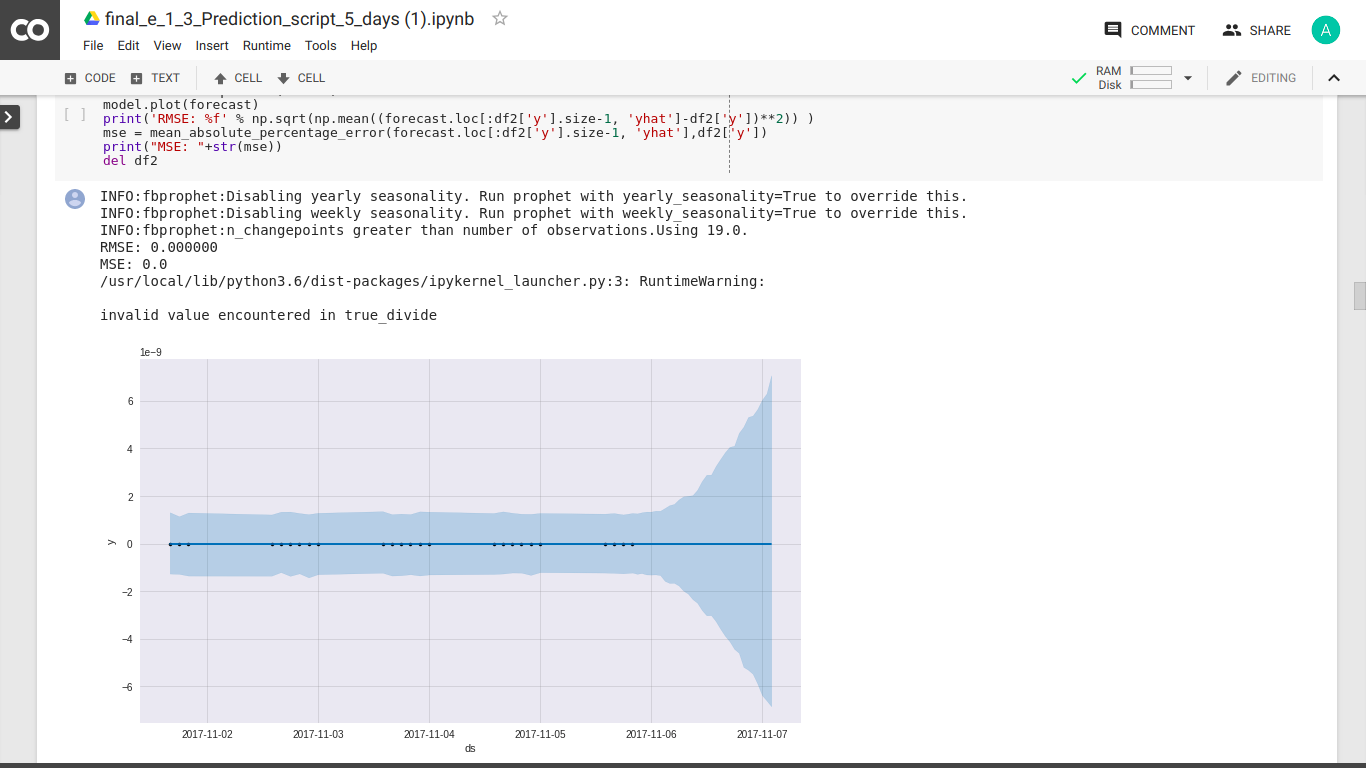 CO
final_e_1_3_Prediction_script_5_days (1).ipynb
COMMENT
SHARE
A
File Edit View Insert Runtime Tools Help
CODE TEXT CELL CELL
RAM
Disk
EDITING
model.plot(forecast)
[ ]
print('RMSE: %f' % np.sqrt(np.mean((forecast.loc[:df2['y'].size-1, 'yhat']-df2['y'])**2)) )
mse = mean_absolute_percentage_error(forecast.loc[:df2['y'].size-1, 'yhat'],df2['y'])
print("MSE: "+str(mse))
del df2
INFO:fbprophet:Disabling yearly seasonality. Run prophet with yearly_seasonality=True to override this.
INFO:fbprophet:Disabling weekly seasonality. Run prophet with weekly_seasonality=True to override this.
INFO:fbprophet:n_changepoints greater than number of observations.Using 19.0.
RMSE: 0.000000
MSE: 0.0
/usr/local/lib/python3.6/dist-packages/ipykernel_launcher.py:3: RuntimeWarning:
invalid value encountered in true_divide
1e−9
6
4
2
0
−2
−4
−6
y
2017-11-02 2017-11-03 2017-11-04 2017-11-05 2017-11-06 2017-11-07
ds